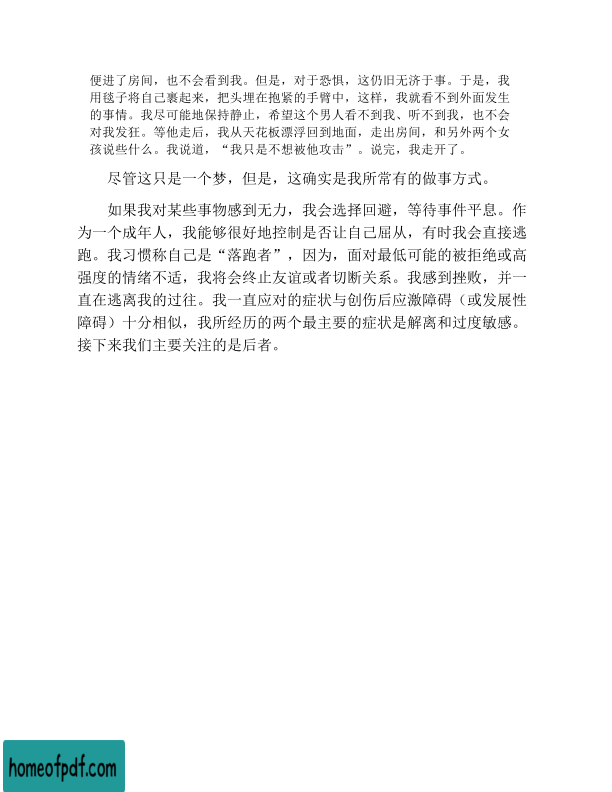 便进了房间，也不会看到我。但是，对于恐惧，这仍旧无济于事。于是，我
用毯子将自己裹起来，把头埋在抱紧的手臂中，这样，我就看不到外面发生
的事情。我尽可能地保持静止，希望这个男人看不到我、听不到我，也不会
对我发狂。等他走后，我从天花板漂浮回到地面，走出房间，和另外两个女
孩说些什么。我说道，“我只是不想被他攻击”。说完，我走开了。
尽管这只是一个梦，但是，这确实是我所常有的做事方式。
如果我对某些事物感到无力，我会选择回避，等待事件平息。作
为一个成年人，我能够很好地控制是否让自己屈从，有时我会直接逃
跑。我习惯称自己是“落跑者”，因为，面对最低可能的被拒绝或高
强度的情绪不适，我将会终止友谊或者切断关系。我感到挫败，并一
直在逃离我的过往。我一直应对的症状与创伤后应激障碍（或发展性
障碍）十分相似，我所经历的两个最主要的症状是解离和过度敏感。
接下来我们主要关注的是后者。
homeofpdf.com